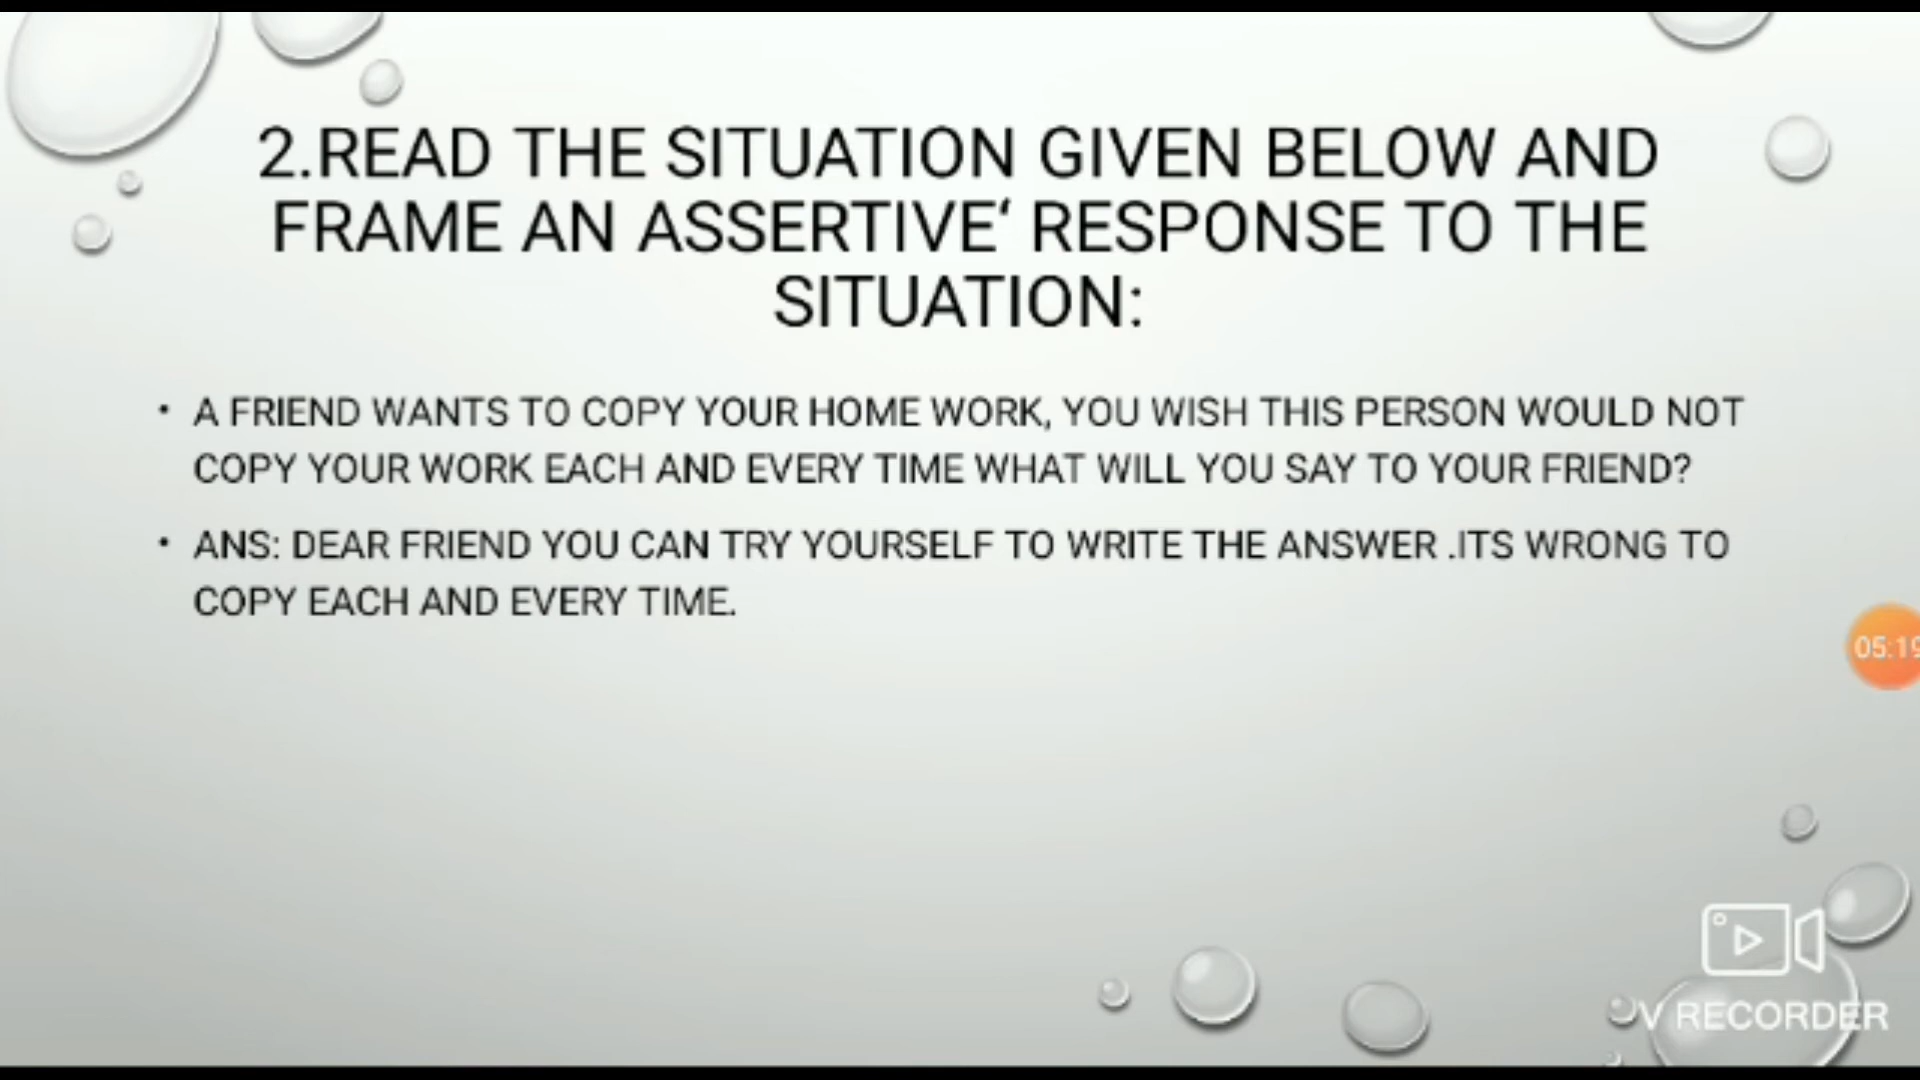 2.READ THE SITUATION GIVEN BELOW AND
FRAME AN ASSERTIVE‘ RESPONSE TO THE
SITUATION:
• A FRIEND WANTS TO COPY YOUR HOME WORK, YOU WISH THIS PERSON WOULD NOT
COPY YOUR WORK EACH AND EVERY TIME WHAT WILL YOU SAY TO YOUR FRIEND?
• ANS: DEAR FRIEND YOU CAN TRY YOURSELF TO WRITE THE ANSWER .ITS WRONG TO
COPY EACH AND EVERY TIME.
05:19
V RECORDER